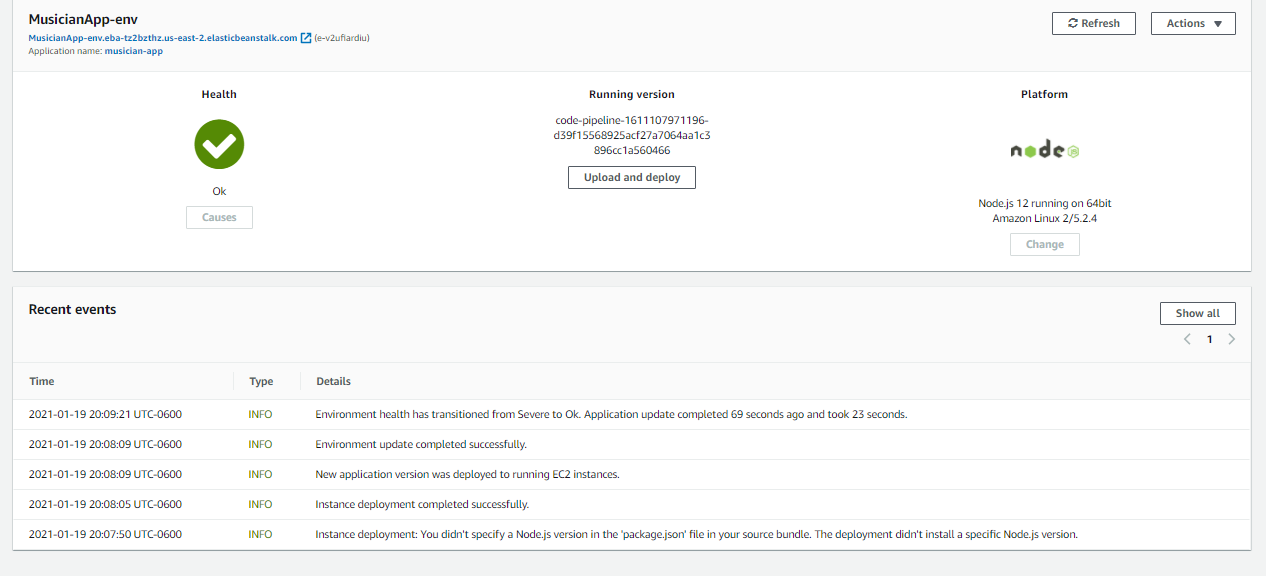 MusicianApp-env
MusicianApp-env.eba-tz2bzthz.us-east-2.elasticbeanstalk.com (e-v2ufiardiu)
Application name: musician-app
Refresh
Actions
Health
Ok
Causes
Running version
code-pipeline-1611107971196-
d39f15568925acf27a7064aa1c3
896cc1a560466
Upload and deploy
Platform
node JS
Node.js 12 running on 64bit
Amazon Linux 2/5.2.4
Change
Recent events
Show all
1
Time Type Details
2021-01-19 20:09:21 UTC-0600 INFO Environment health has transitioned from Severe to Ok. Application update completed 69 seconds ago and took 23 seconds.
2021-01-19 20:08:09 UTC-0600 INFO Environment update completed successfully.
2021-01-19 20:08:09 UTC-0600 INFO New application version was deployed to running EC2 instances.
2021-01-19 20:08:05 UTC-0600 INFO Instance deployment completed successfully.
2021-01-19 20:07:50 UTC-0600 INFO Instance deployment: You didn't specify a Node.js version in the 'package.json' file in your source bundle. The deployment didn't install a specific Node.js version.